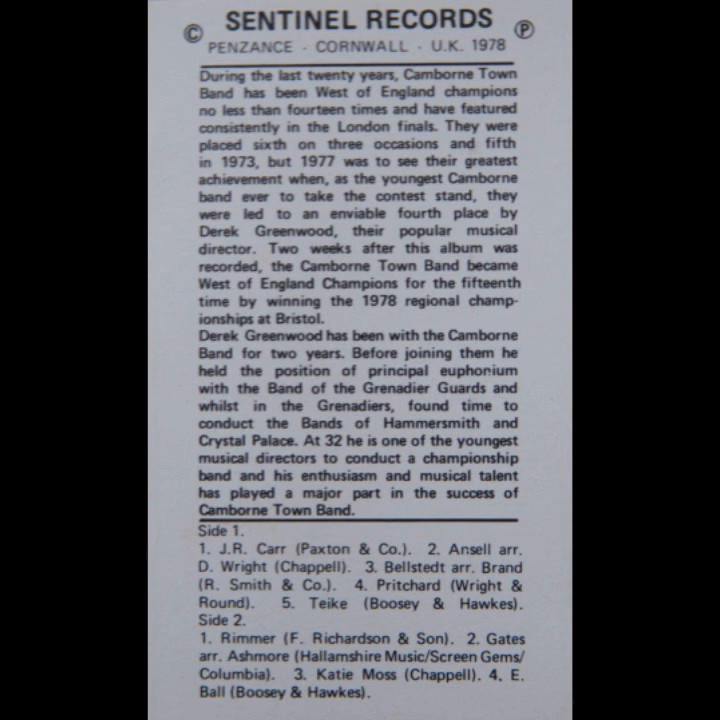 © SENTINEL RECORDS ℗
PENZANCE - CORNWALL - U.K. 1978
During the last twenty years, Camborne Town
Band has been West of England champions
no less than fourteen times and have featured
consistently in the London finals. They were
placed sixth on three occasions and fifth
in 1973, but 1977 was to see their greatest
achievement when, as the youngest Camborne
band ever to take the contest stand, they
were led to an enviable fourth place by
Derek Greenwood, their popular musical
director. Two weeks after this album was
recorded, the Camborne Town Band became
West of England Champions for the fifteenth
time by winning the 1978 regional champ-
ionships at Bristol.
Derek Greenwood has been with the Camborne
Band for two years. Before joining them he
held the position of principal euphonium
with the Band of the Grenadier Guards and
whilst in the Grenadiers, found time to
conduct the Bands of Hammersmith and
Crystal Palace. At 32 he is one of the youngest
musical directors to conduct a championship
band and his enthusiasm and musical talent
has played a major part in the success of
Camborne Town Band.
Side 1.
1. J.R. Carr (Paxton & Co.). 2. Ansell arr.
D. Wright (Chappell). 3. Bellstedt arr. Brand
(R. Smith & Co.). 4. Pritchard (Wright &
Round). 5. Teike (Boosey & Hawkes).
Side 2.
1. Rimmer (F. Richardson & Son). 2. Gates
arr. Ashmore (Hallamshire Music/Screen Gems/
Columbia). 3. Katie Moss (Chappell). 4. E.
Ball (Boosey & Hawkes).